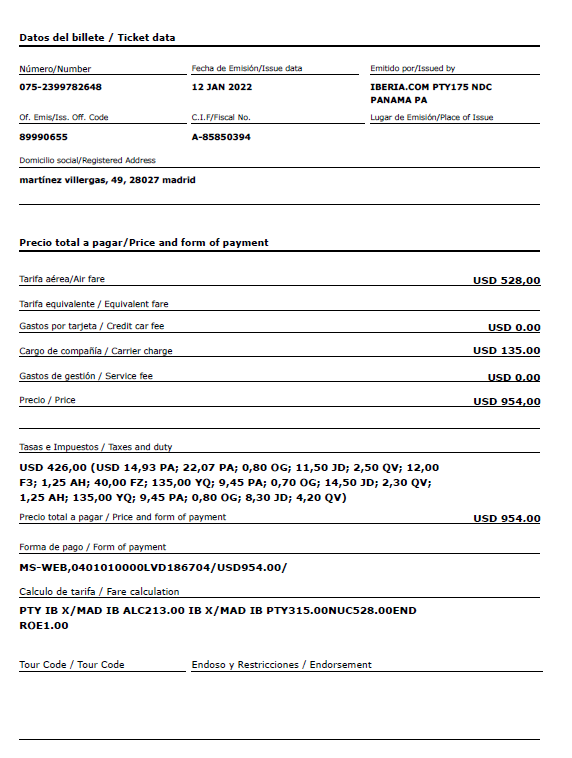 Datos del billete / Ticket data
Número/Number Fecha de Emisión/Issue data Emitido por/Issued by
075-2399782648 12 JAN 2022 IBERIA.COM PTY175 NDC
PANAMA PA
Of. Emis/Iss. Off. Code C.I.F/Fiscal No. Lugar de Emisión/Place of Issue
89990655 A-85850394
Domicilio social/Registered Address
martínez villergas, 49, 28027 madrid
Precio total a pagar/Price and form of payment
Tarifa aérea/Air fare USD 528,00
Tarifa equivalente / Equivalent fare
Gastos por tarjeta / Credit car fee USD 0.00
Cargo de compañía / Carrier charge USD 135.00
Gastos de gestión / Service fee USD 0.00
Precio / Price USD 954,00
Tasas e Impuestos / Taxes and duty
USD 426,00 (USD 14,93 PA; 22,07 PA; 0,80 OG; 11,50 JD; 2,50 QV; 12,00
F3; 1,25 AH; 40,00 FZ; 135,00 YQ; 9,45 PA; 0,70 OG; 14,50 JD; 2,30 QV;
1,25 AH; 135,00 YQ; 9,45 PA; 0,80 OG; 8,30 JD; 4,20 QV)
Precio total a pagar / Price and form of payment USD 954.00
Forma de pago / Form of payment
MS-WEB,0401010000LVD186704/USD954.00/
Calculo de tarifa / Fare calculation
PTY IB X/MAD IB ALC213.00 IB X/MAD IB PTY315.00NUC528.00END
ROE1.00
Tour Code / Tour Code Endoso y Restricciones / Endorsement